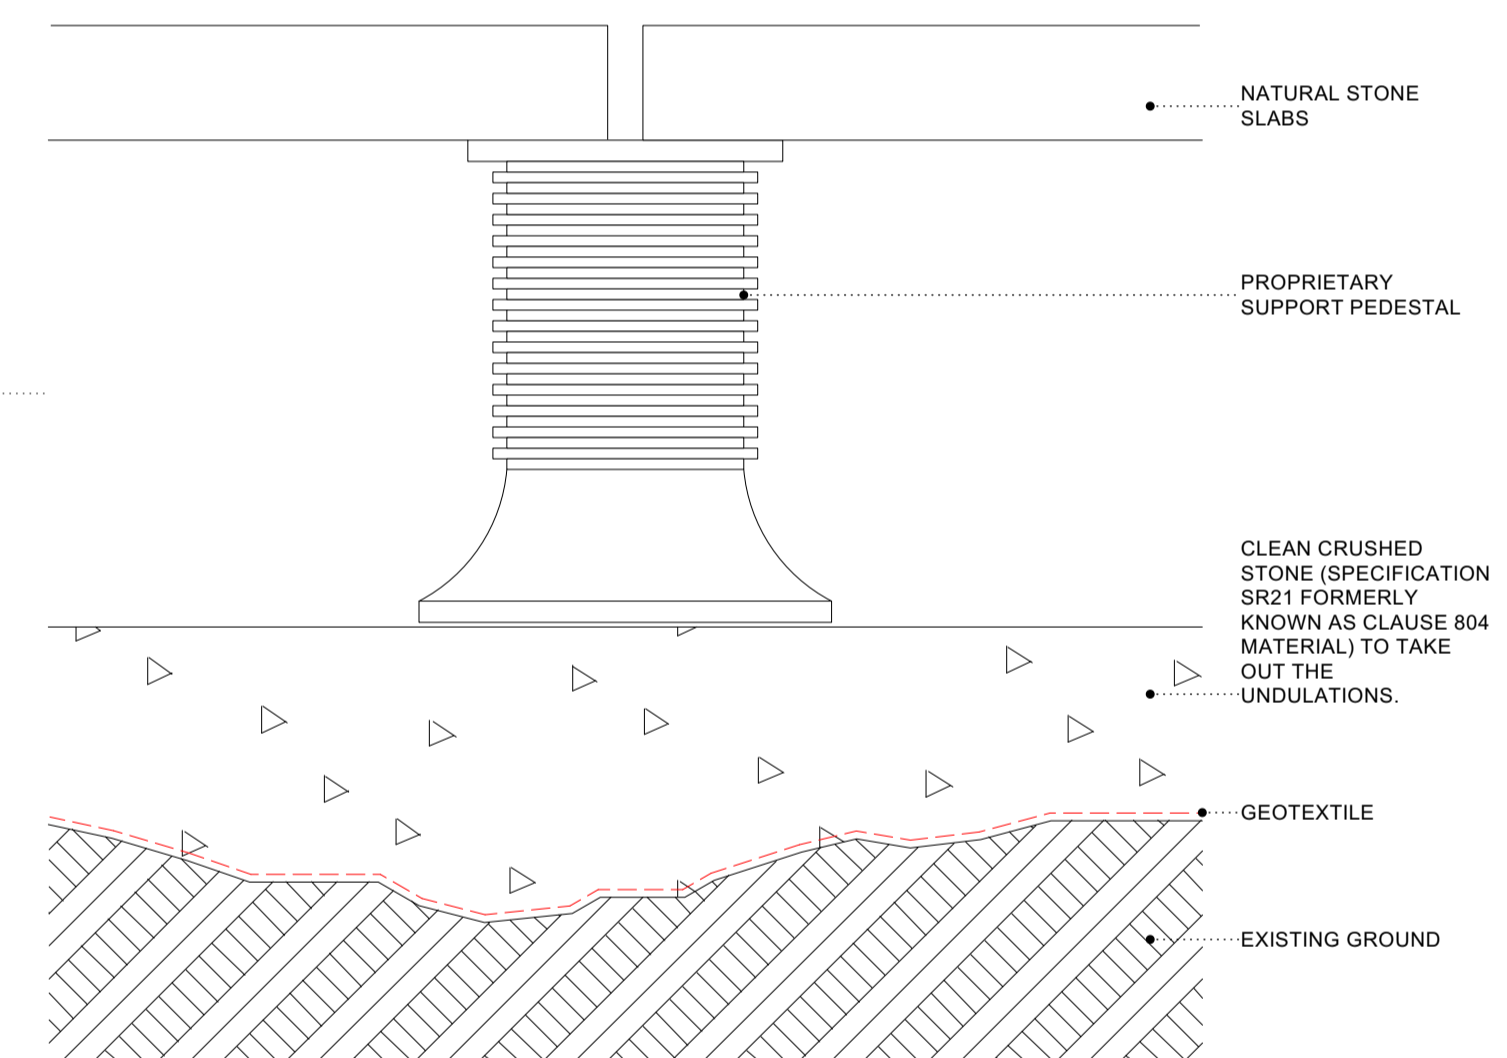 NATURAL STONE
SLABS
PROPRIETARY
SUPPORT PEDESTAL
CLEAN CRUSHED
STONE (SPECIFICATION
SR21 FORMERLY
KNOWN AS CLAUSE 804
MATERIAL) TO TAKE
OUT THE
UNDULATIONS.
GEOTEXTILE
EXISTING GROUND